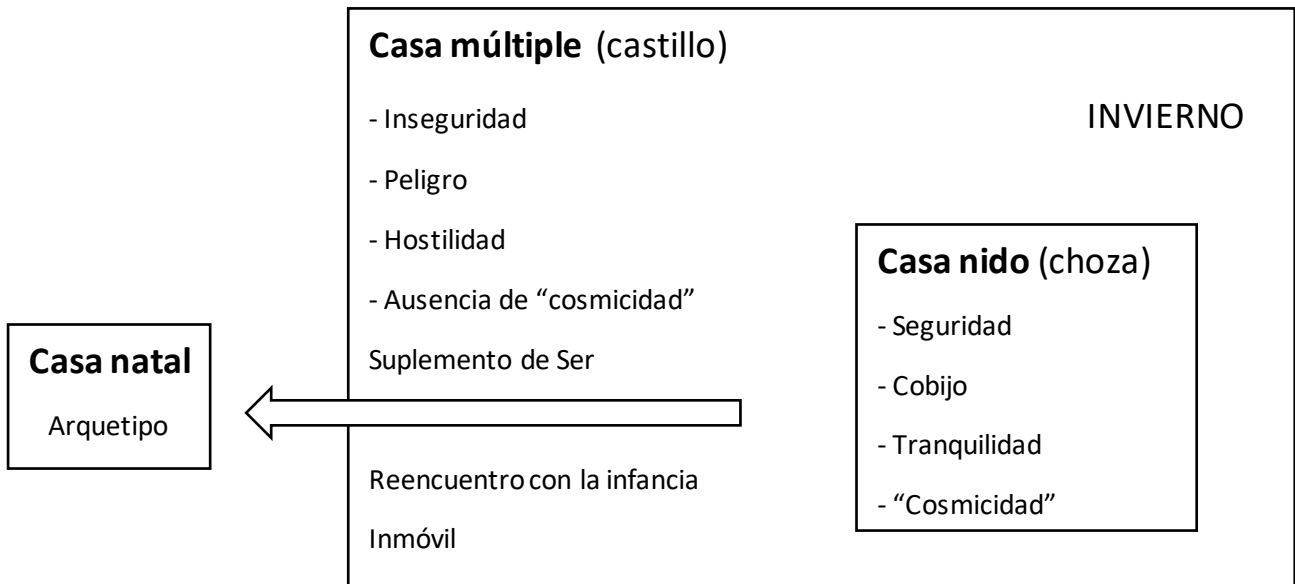 Casa múltiple (castillo)
- Inseguridad
INVIERNO
- Peligro
- Hostilidad
- Ausencia de “cosmicidad”
Suplemento de Ser
Reencuentro con la infancia
Inmóvil
Casa nido (choza)
- Seguridad
- Cobijo
- Tranquilidad
- “Cosmicidad”
Casa natal
Arquetipo